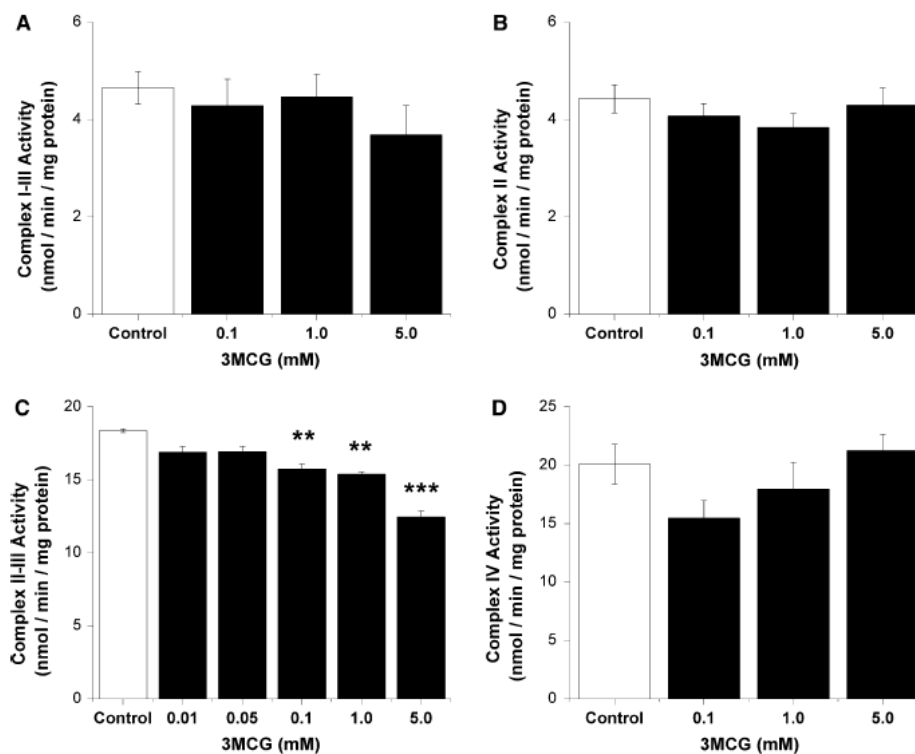 A
Complex I-III Activity
(nmol / min / mg protein)
6
4
2
0
Control 0.1 1.0 5.0
3MCG (mM)
B
Complex II Activity
(nmol / min / mg protein)
6
4
2
0
Control 0.1 1.0 5.0
3MCG (mM)
C
Complex II-III Activity
(nmol / min / mg protein)
20
15
10
5
0
** ** ***
Control 0.01 0.05 0.1 1.0 5.0
3MCG (mM)
D
Complex IV Activity
(nmol / min / mg protein)
25
20
15
10
5
0
Control 0.1 1.0 5.0
3MCG (mM)